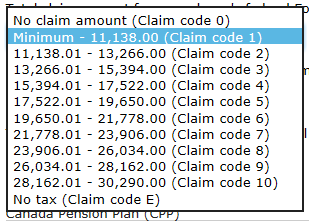 No claim amount (Claim code 0)
Minimum - 11,138.00 (Claim code 1)
11,138.01 - 13,266.00 (Claim code 2)
13,266.01 - 15,394.00 (Claim code 3)
15,394.01 - 17,522.00 (Claim code 4)
17,522.01 - 19,650.00 (Claim code 5)
19,650.01 - 21,778.00 (Claim code 6)
21,778.01 - 23,906.00 (Claim code 7)
23,906.01 - 26,034.00 (Claim code 8)
26,034.01 - 28,162.00 (Claim code 9)
28,162.01 - 30,290.00 (Claim code 10)
No tax (Claim code E)
Canada Pension Plan (CPP)